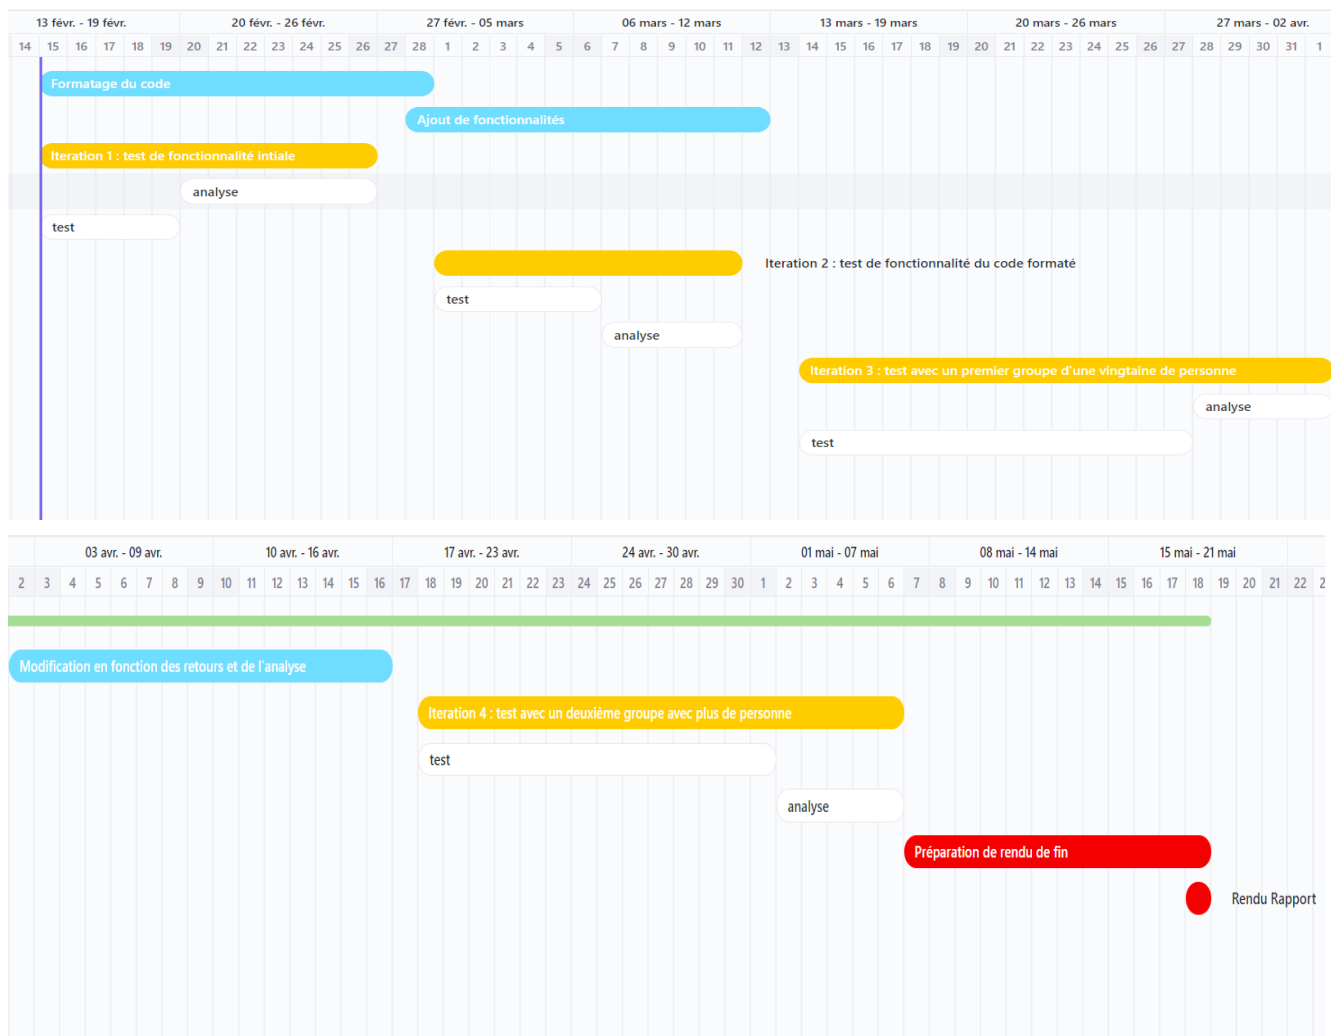 13 févr. - 19 févr. 20 févr. - 26 févr. 27 févr. - 05 mars 06 mars - 12 mars 13 mars - 19 mars 20 mars - 26 mars 27 mars - 02 avr.
14 15 16 17 18 19 20 21 22 23 24 25 26 27 28 1 2 3 4 5 6 7 8 9 10 11 12 13 14 15 16 17 18 19 20 21 22 23 24 25 26 27 28 29 30 31 1
Formatage du code
Ajout de fonctionnalités
Iteration 1 : test de fonctionnalité intiale
analyse
test
Iteration 2 : test de fonctionnalité du code formaté
test
analyse
Iteration 3 : test avec un premier groupe d'une vingtaine de personne
analyse
test
03 avr. - 09 avr. 10 avr. - 16 avr. 17 avr. - 23 avr. 24 avr. - 30 avr. 01 mai - 07 mai 08 mai - 14 mai 15 mai - 21 mai
2 3 4 5 6 7 8 9 10 11 12 13 14 15 16 17 18 19 20 21 22 23 24 25 26 27 28 29 30 1 2 3 4 5 6 7 8 9 10 11 12 13 14 15 16 17 18 19 20 21 22 2
Modification en fonction des retours et de l'analyse
Iteration 4 : test avec un deuxième groupe avec plus de personne
test
analyse
Préparation de rendu de fin
Rendu Rapport